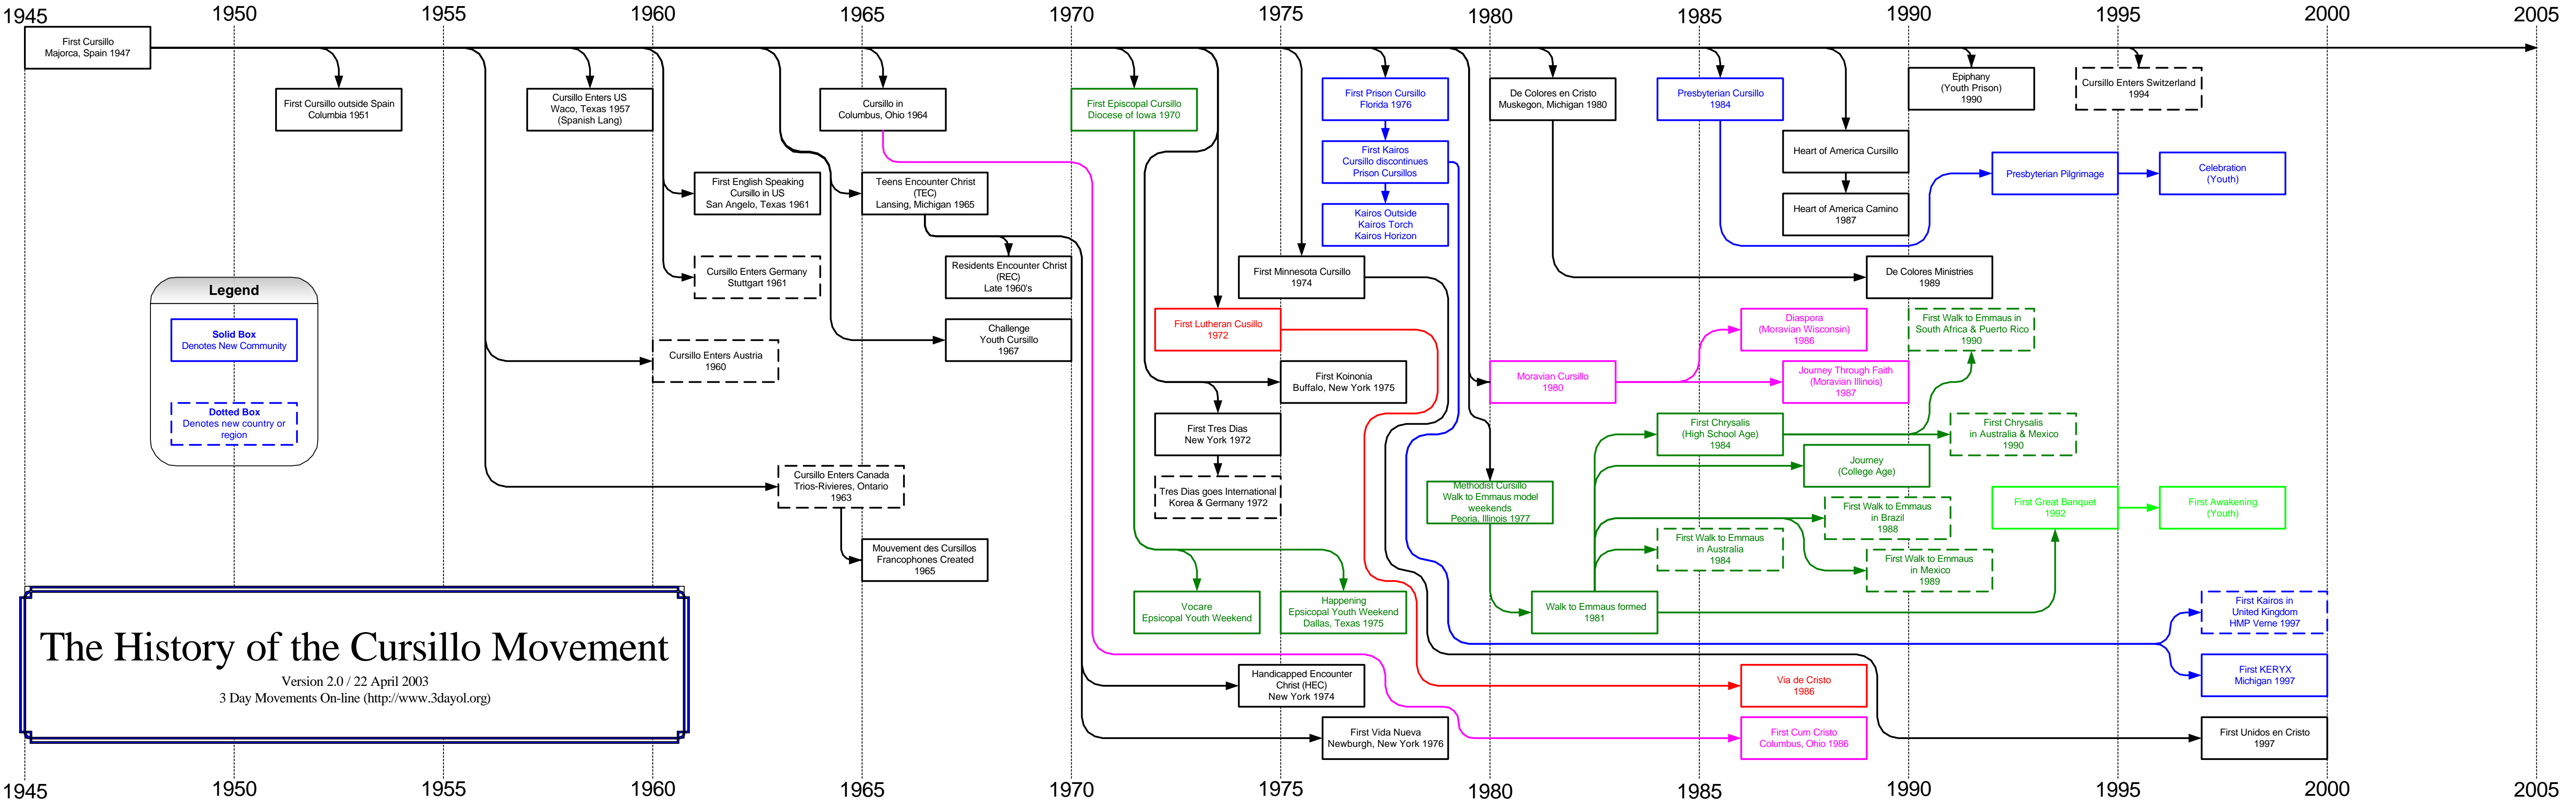 1945 1950 1955 1960 1965 1970 1975 1980 1985 1990 1995 2000 2005
First Cursillo
Majorca, Spain 1947
First Cursillo outside Spain
Columbia 1951
Cursillo Enters US
Waco, Texas 1957
(Spanish Lang)
Cursillo in
Columbus, Ohio 1964
First Episcopal Cursillo
Diocese of Iowa 1970
First Prison Cursillo
Florida 1976
De Colores en Cristo
Muskegon, Michigan 1980
Presbyterian Cursillo
1984
Epiphany
(Youth Prison)
1990
Cursillo Enters Switzerland
1994
First Kairos
Cursillo discontinues
Prison Cursillos
Heart of America Cursillo
Presbyterian Pilgrimage
Celebration
(Youth)
First English Speaking
Cursillo in US
San Angelo, Texas 1961
Teens Encounter Christ
(TEC)
Lansing, Michigan 1965
Kairos Outside
Kairos Torch
Kairos Horizon
Heart of America Camino
1987
Cursillo Enters Germany
Stuttgart 1961
Residents Encounter Christ
(REC)
Late 1960's
First Minnesota Cursillo
1974
De Colores Ministries
1989
Legend
Solid Box
Denotes New Community
Dotted Box
Denotes new country or
region
Cursillo Enters Austria
1960
Challenge
Youth Cursillo
1967
First Lutheran Cusillo
1972
Diaspora
(Moravian Wisconsin)
1986
First Walk to Emmaus in
South Africa & Puerto Rico
1990
First Koinonia
Buffalo, New York 1975
Moravian Cursillo
1980
Journey Through Faith
(Moravian Illinois)
1987
First Tres Dias
New York 1972
First Chrysalis
(High School Age)
1984
First Chrysalis
in Australia & Mexico
1990
Journey
(College Age)
Cursillo Enters Canada
Trios-Rivieres, Ontario
1963
Tres Dias goes International
Korea & Germany 1972
Methodist Cursillo
Walk to Emmaus model
weekends
Peoria, Illinois 1977
First Walk to Emmaus
in Brazil
1988
First Great Banquet
1992
First Awakening
(Youth)
Mouvement des Cursillos
Francophones Created
1965
First Walk to Emmaus
in Australia
1984
First Walk to Emmaus
in Mexico
1989
Vocare
Epsicopal Youth Weekend
Happening
Epsicopal Youth Weekend
Dallas, Texas 1975
Walk to Emmaus formed
1981
First Kairos in
United Kingdom
HMP Verne 1997
The History of the Cursillo Movement
Version 2.0 / 22 April 2003
3 Day Movements On-line (http://www.3dayol.org)
Handicapped Encounter
Christ (HEC)
New York 1974
Via de Cristo
1986
First KERYX
Michigan 1997
First Vida Nueva
Newburgh, New York 1976
First Cum Cristo
Columbus, Ohio 1986
First Unidos en Cristo
1997
1945 1950 1955 1960 1965 1970 1975 1980 1985 1990 1995 2000 2005